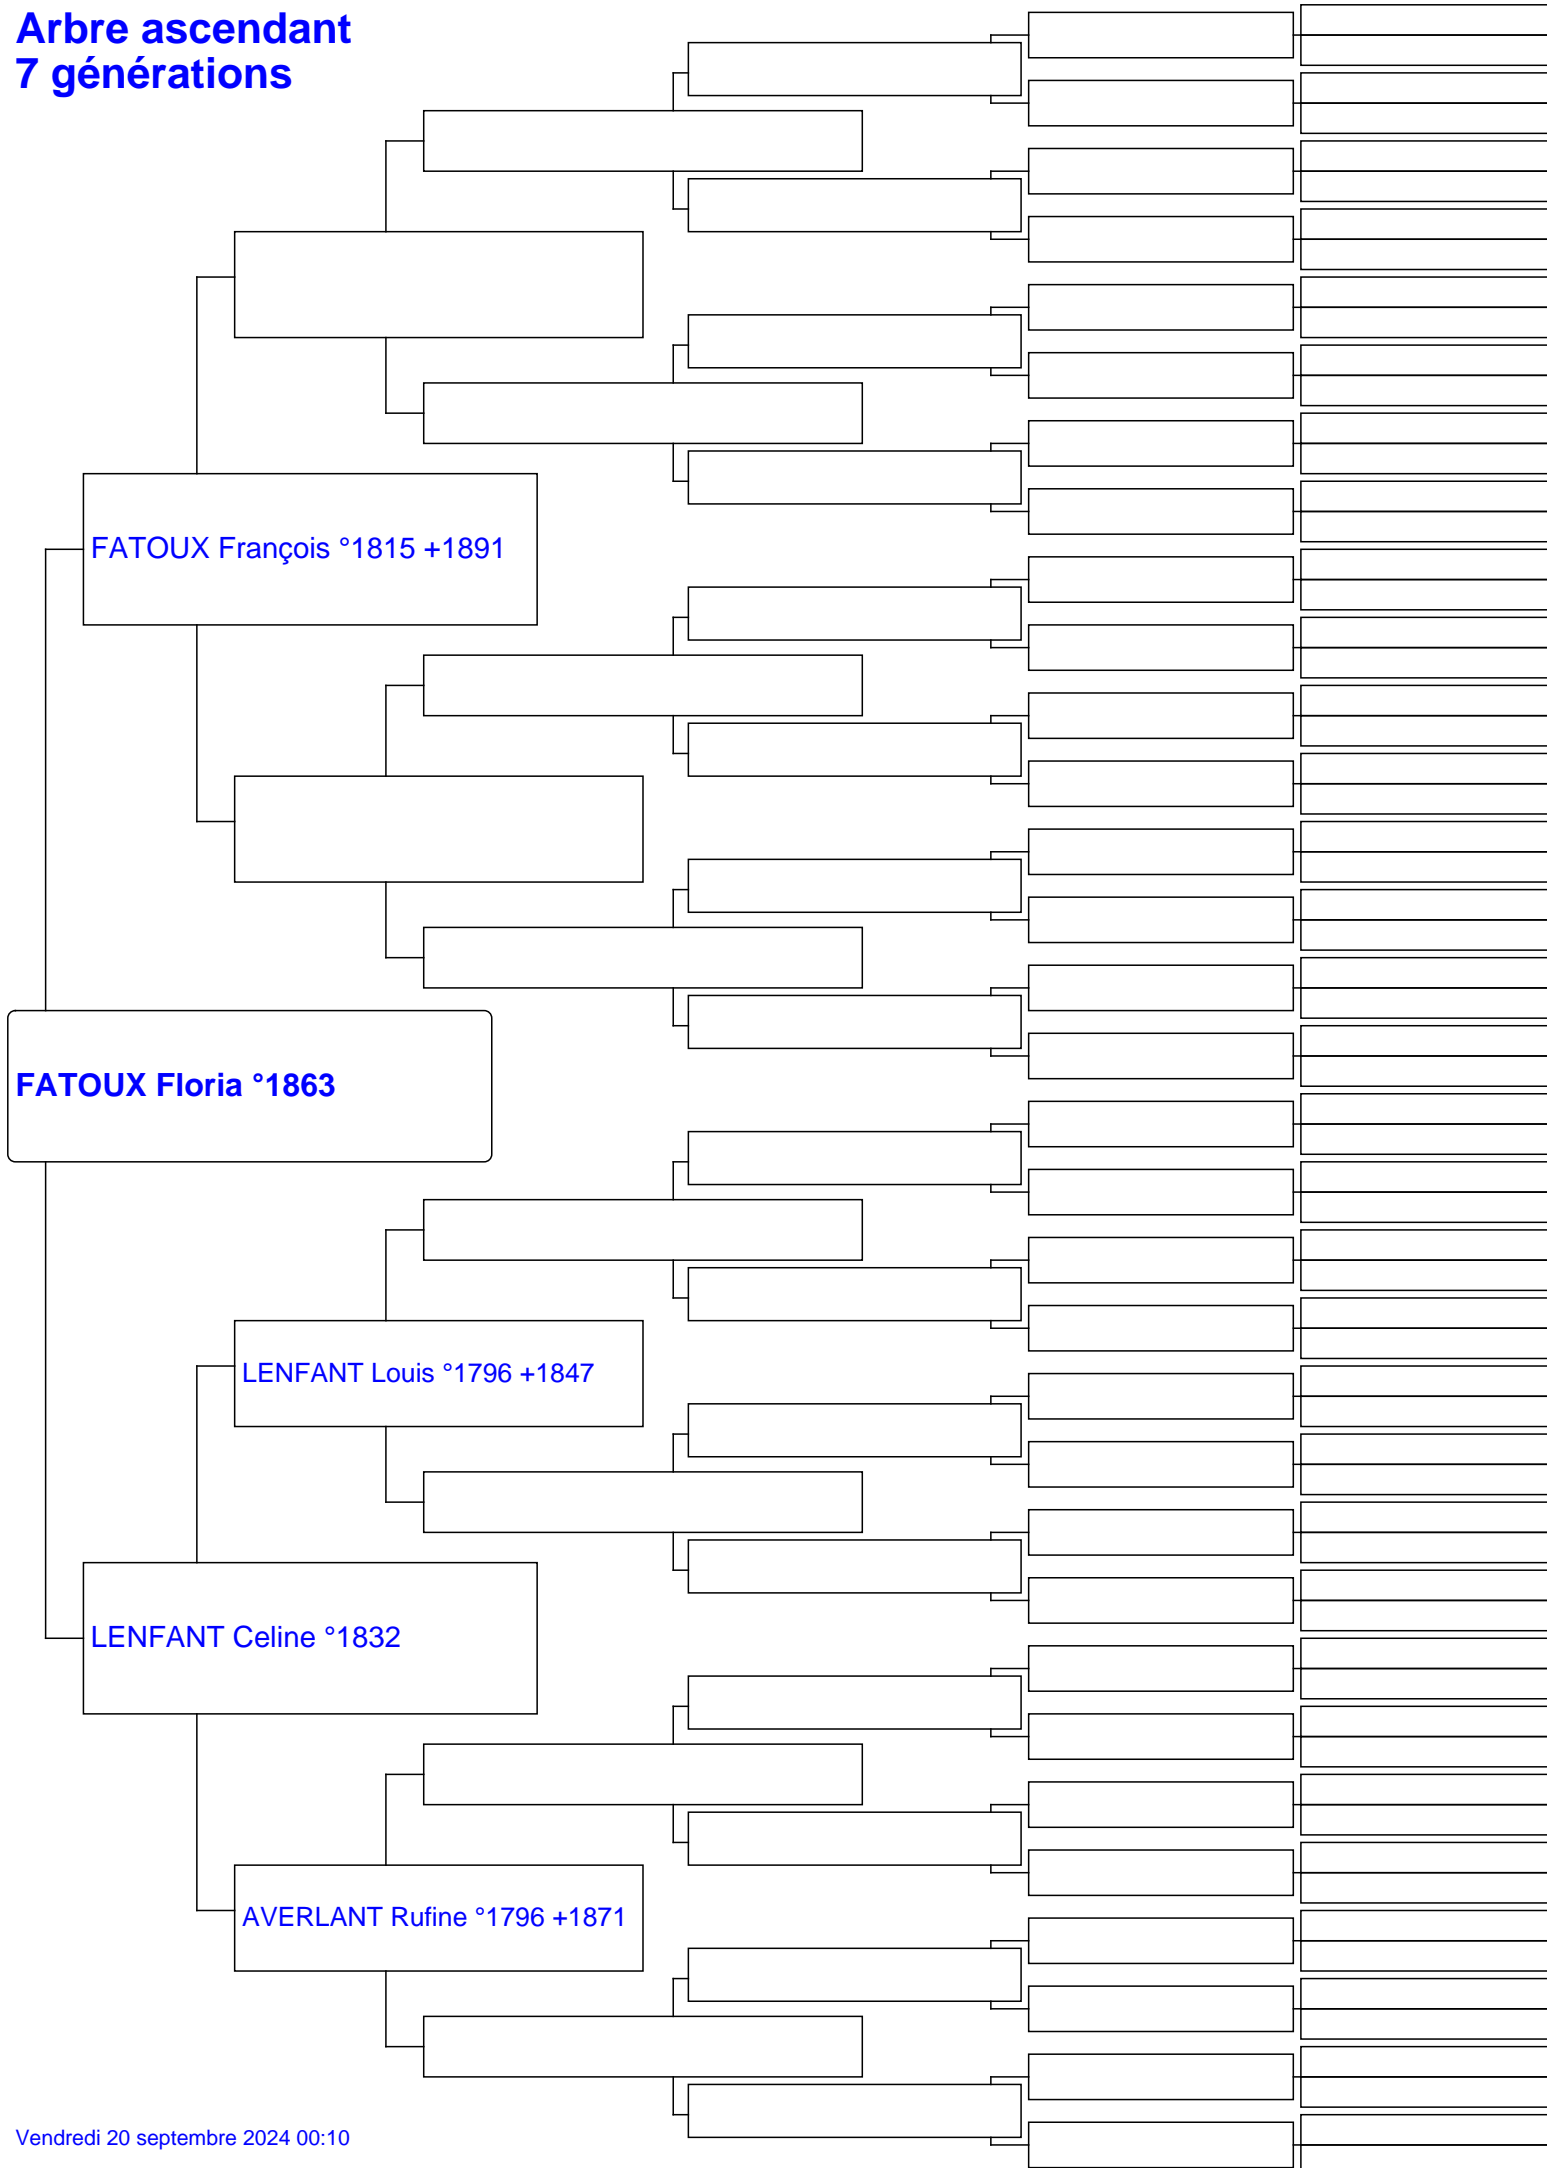 Arbre ascendant
7 générations
FATOUX François °1815 +1891
FATOUX Floria °1863
LENFANT Louis °1796 +1847
LENFANT Celine °1832
AVERLANT Rufine °1796 +1871
Vendredi 20 septembre 2024 00:10